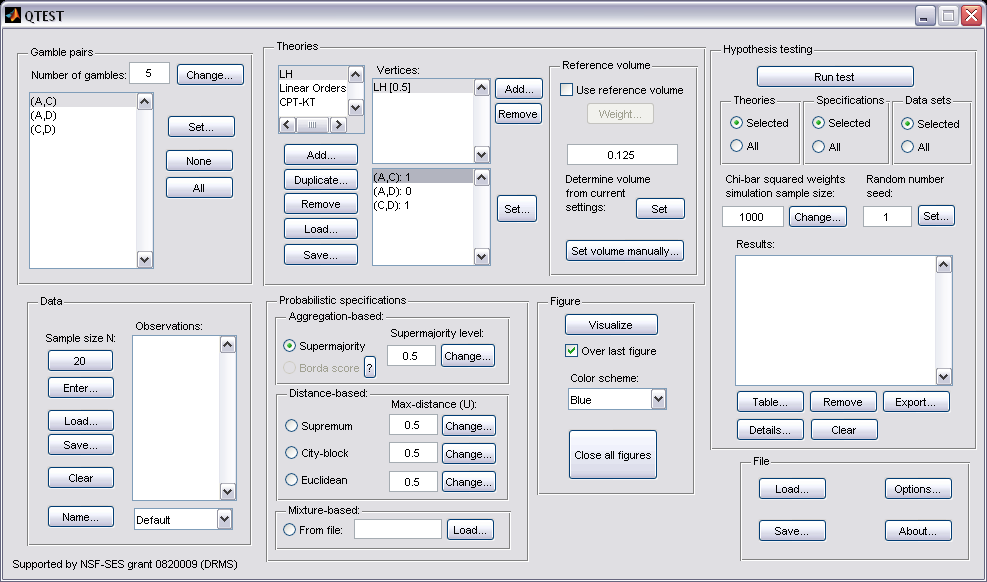 QTEST
Gamble pairs
Number of gambles: 5 Change...
(A,C)
(A,D)
(C,D)
Set...
None
All
Theories
LH
Linear Orders
CPT-KT
Add...
Duplicate...
Remove
Load...
Save...
Vertices:
LH [0.5]
Add...
Remove
(A,C): 1
(A,D): 0
(C,D): 1
Set...
Reference volume
Use reference volume
Weight...
0.125
Determine volume
from current
settings:
Set
Set volume manually...
Hypothesis testing
Run test
Theories
Selected
All
Specifications
Selected
All
Data sets
Selected
All
Chi-bar squared weights
simulation sample size:
1000 Change...
Random number
seed:
1 Set...
Results:
Table... Remove Export...
Details... Clear
Data
Sample size N:
20
Enter...
Load...
Save...
Clear
Name...
Observations:
Default
Probabilistic specifications
Aggregation-based:
Supermajority
Borda score ?
Supermajority level:
0.5 Change...
Distance-based:
Max-distance (U):
Supremum 0.5 Change...
City-block 0.5 Change...
Euclidean 0.5 Change...
Mixture-based:
From file: Load...
Figure
Visualize
Over last figure
Color scheme:
Blue
Close all figures
File
Load... Options...
Save... About...
Supported by NSF-SES grant 0820009 (DRMS)